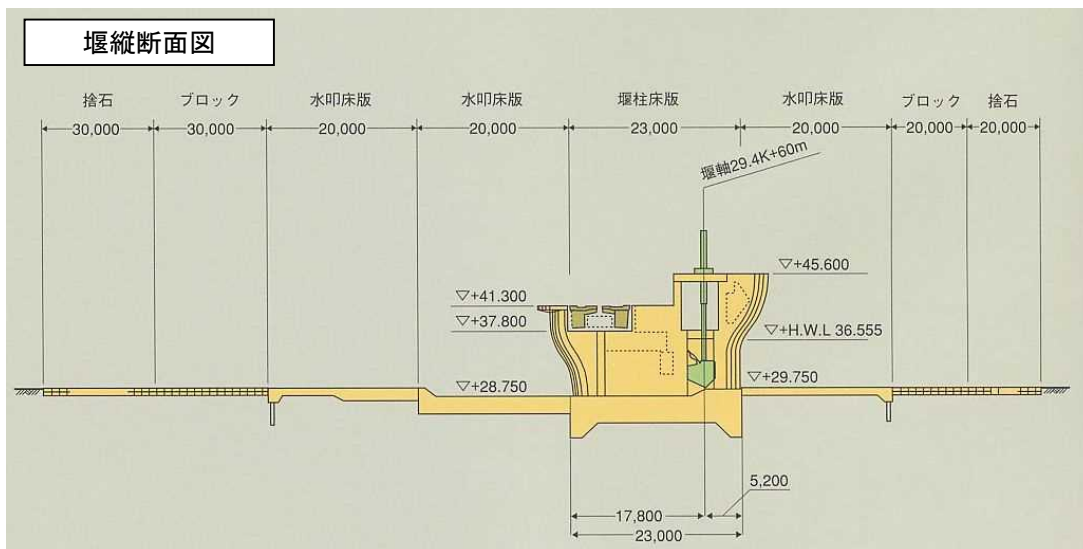 堰縦断面図
捨石 ブロック 水叩床版 水叩床版 堰柱床版 水叩床版 ブロック 捨石
30,000 30,000 20,000 20,000 23,000 20,000 20,000 20,000
堰軸29.4K+60m
▽+45.600
▽+41.300
▽+37.800
▽+H.W.L 36.555
▽+28.750
▽+29.750
5,200
17,800
23,000